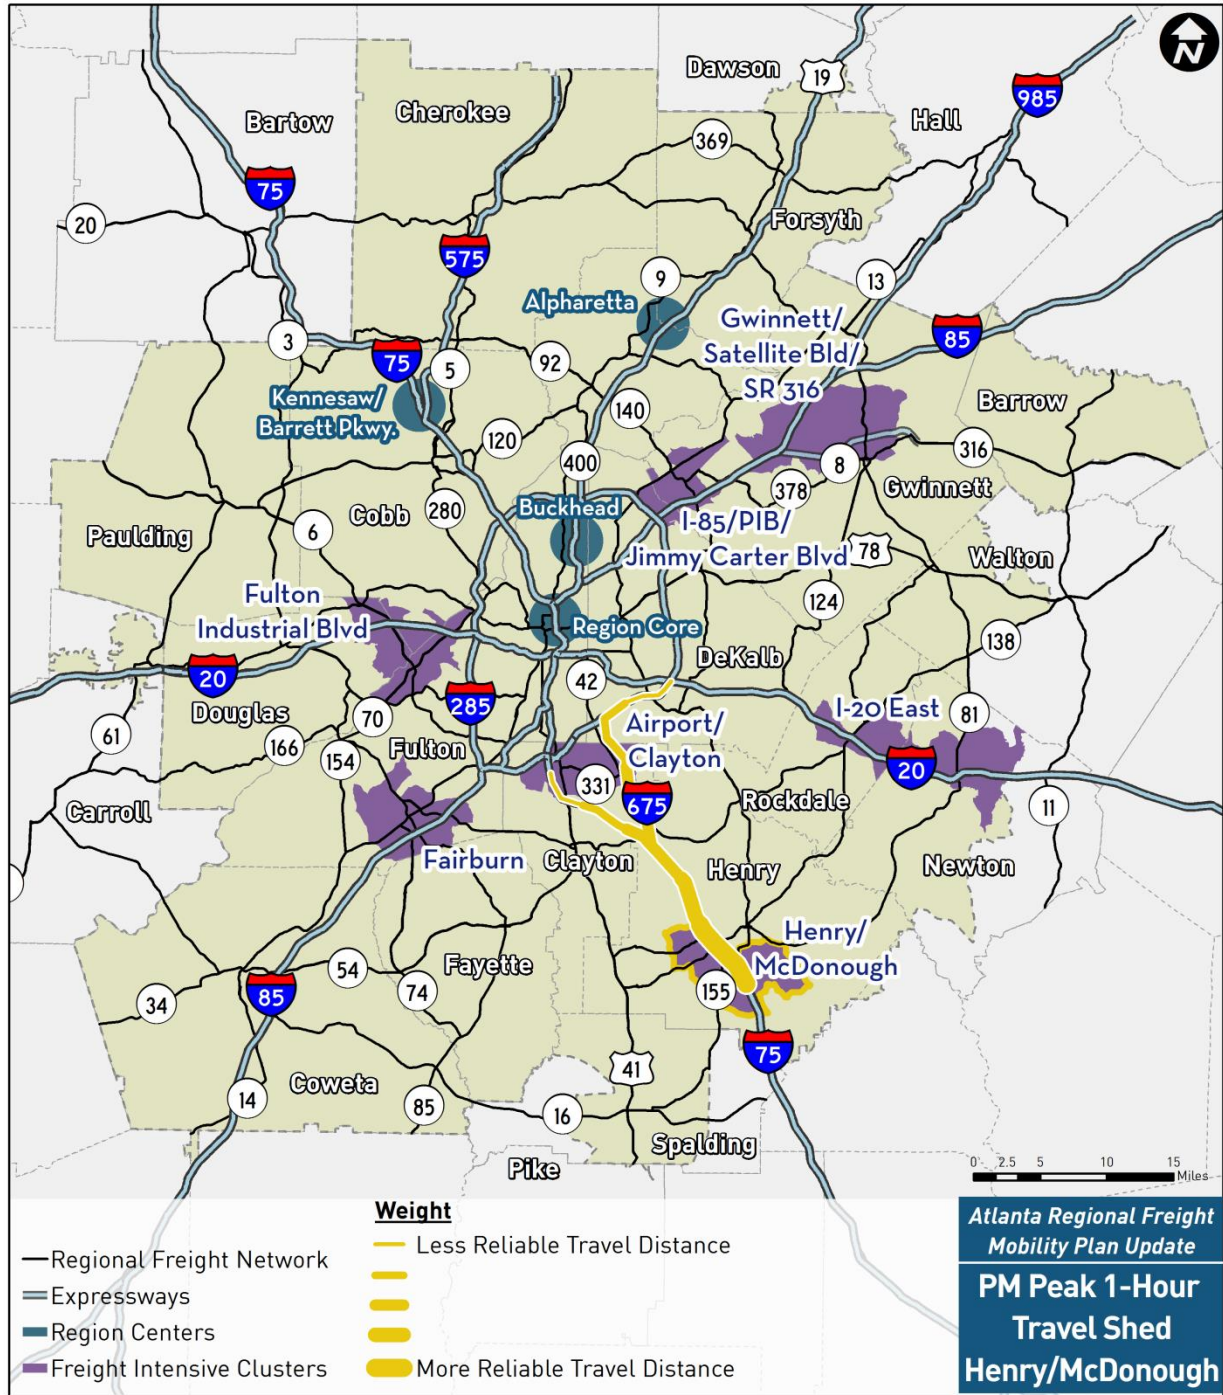 N
Dawson
19
Hall
985
Cherokee
Bartow
369
75
20
Forsyth
575
9
13
Alpharetta
Gwinnett/
Satellite Bld/
SR 316
85
3
75
5
92
Kennesaw/
Barrett Pkwy.
140
Barrow
120
400
316
8
378
Gwinnett
280
Buckhead
Cobb
6
Paulding
I-85/PIB/
Jimmy Carter Blvd
78
Walton
Fulton
Industrial Blvd
124
Region Core
138
DeKalb
20
42
285
Douglas
70
I-20 East
81
61
166
154
Fulton
Airport/
Clayton
20
331
675
Rockdale
11
Carroll
Fairburn
Clayton
Henry
Newton
Henry/
McDonough
54
Fayette
74
155
34
85
75
41
Coweta
14
85
16
Spalding
Pike
0 2.5 5 10 15
Miles
Weight
Less Reliable Travel Distance
More Reliable Travel Distance
Regional Freight Network
Expressways
Region Centers
Freight Intensive Clusters
Atlanta Regional Freight
Mobility Plan Update
PM Peak 1-Hour
Travel Shed
Henry/McDonough